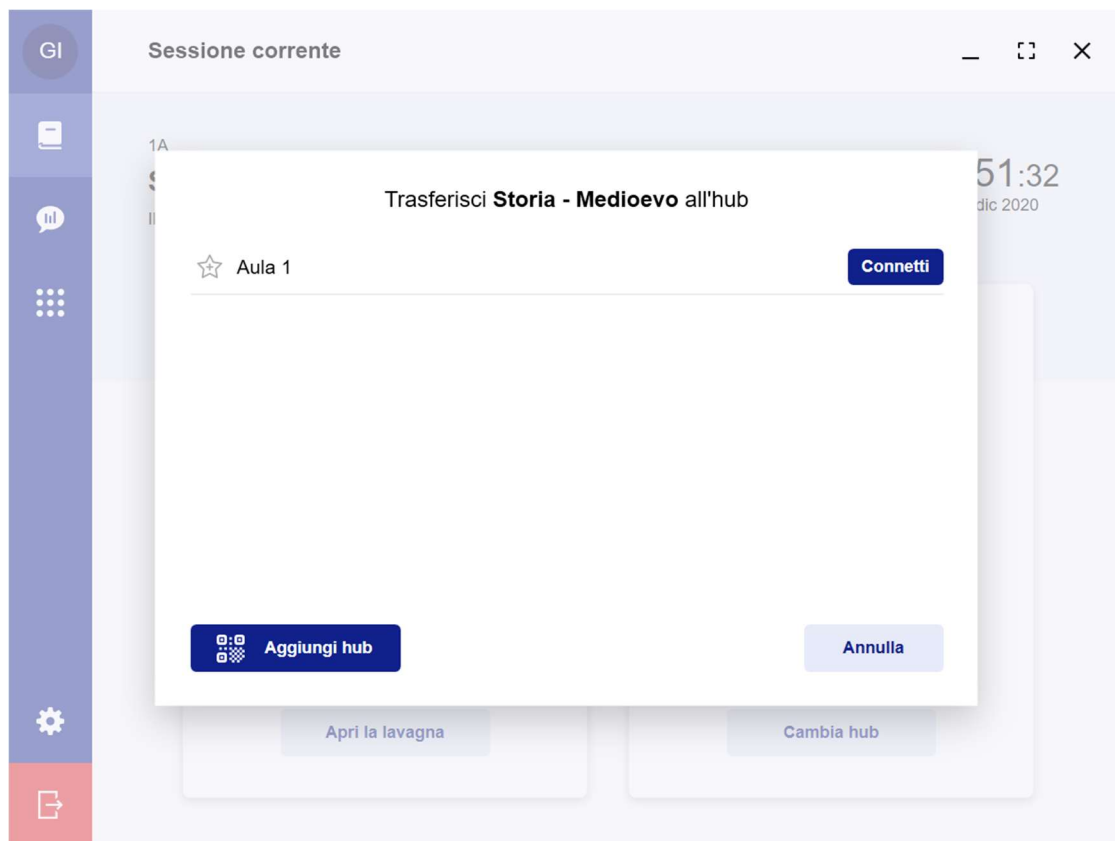 GI
Sessione corrente
1A
51:32
dic 2020
Trasferisci Storia - Medioevo all'hub
Aula 1
Connetti
Aggiungi hub
Annulla
Apri la lavagna
Cambia hub